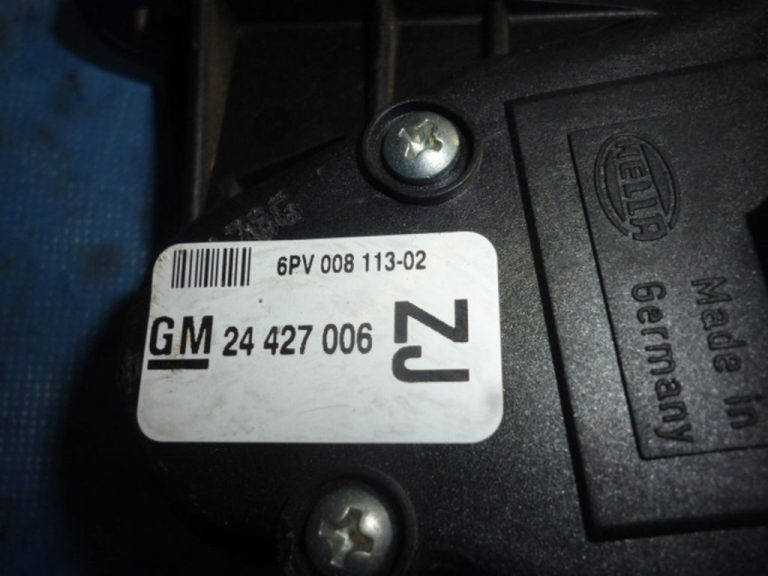 6PV 008 113-02
GM 24 427 006
ZJ
HELLA
Made in
Germany